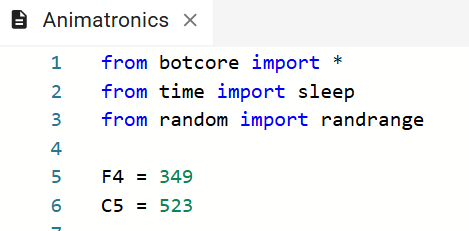 Animatronics ×
1 from botcore import *
2 from time import sleep
3 from random import randrange
4
5 F4 = 349
6 C5 = 523